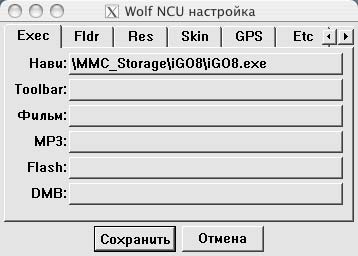 Wolf NCU настройка
Exec Fldr Res Skin GPS Etc
Нави: \MMC_Storage\iGO8\iGO8.exe
Toolbar:
Фильм:
MP3:
Flash:
DMB:
Сохранить Отмена